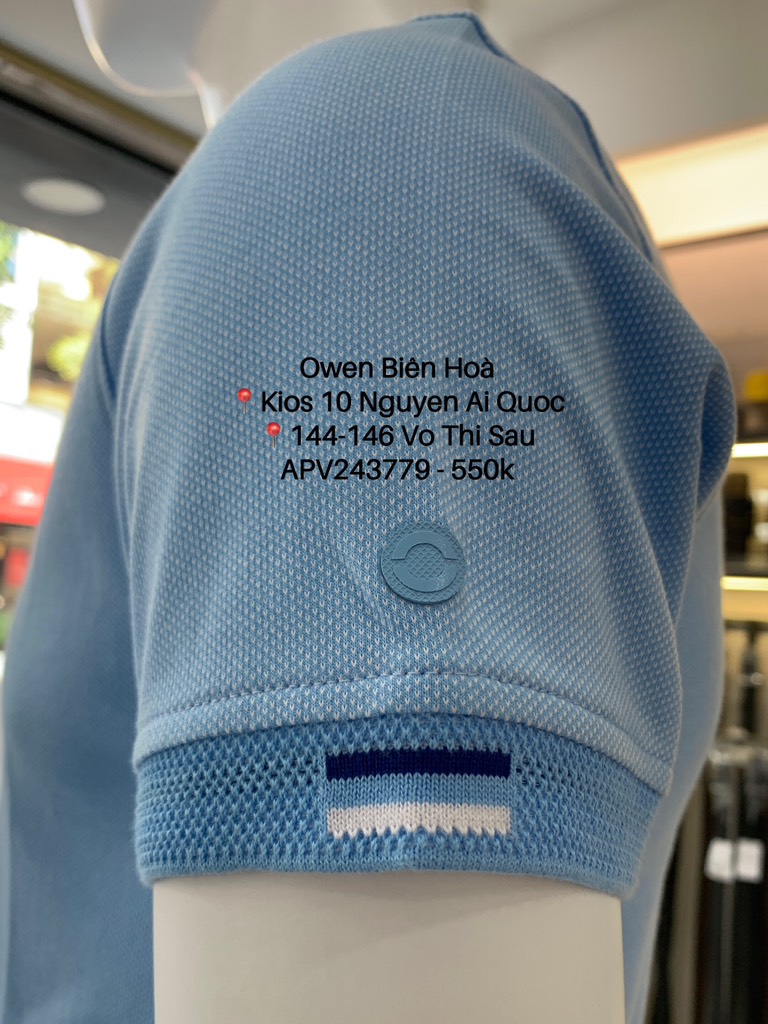 Owen Biên Hoà
📍Kios 10 Nguyen Ai Quoc
📍144-146 Vo Thi Sau
APV243779 - 550k